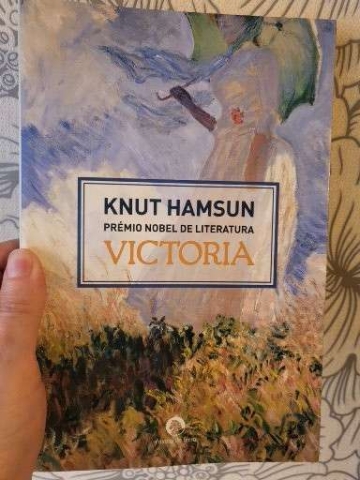 KNUT HAMSUN
PRÉMIO NOBEL DE LITERATURA
VICTORIA